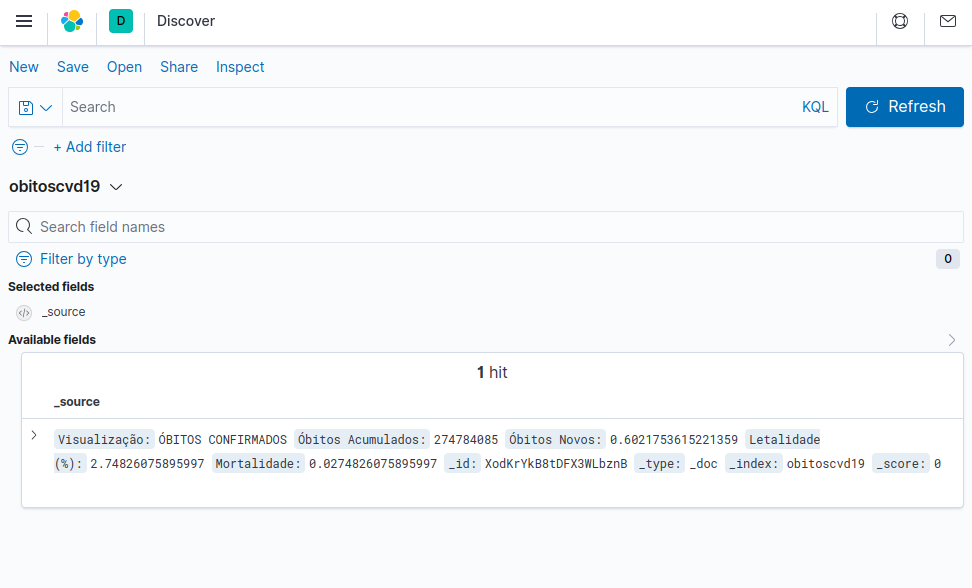 D Discover
New Save Open Share Inspect
Search KQL Refresh
+ Add filter
obitoscvd19
Search field names
Filter by type 0
Selected fields
_source
Available fields
1 hit
_source
Visualização: ÓBITOS CONFIRMADOS Óbitos Acumulados: 274784085 Óbitos Novos: 0.6021753615221359 Letalidade
(%): 2.74826075895997 Mortalidade: 0.0274826075895997 _id: XodKrYkB8tDFX3WLbznB _type: _doc _index: obitoscvd19 _score: 0